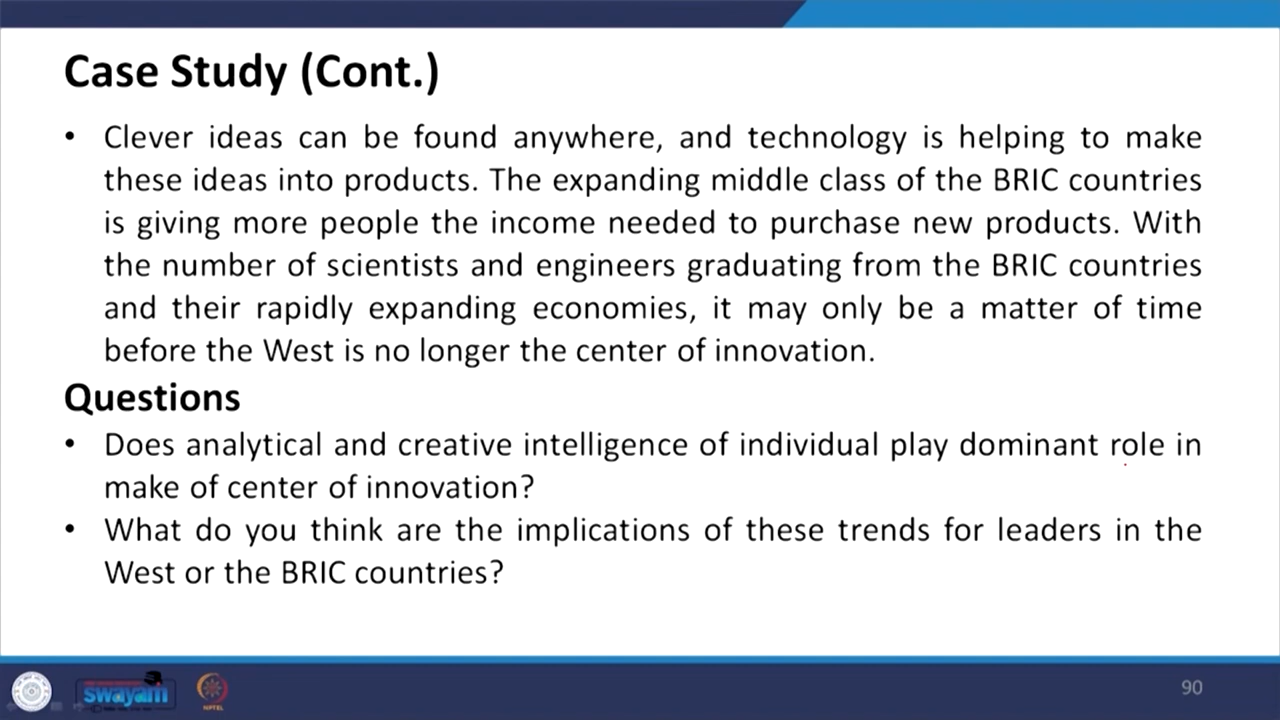 Case Study (Cont.)
• Clever ideas can be found anywhere, and technology is helping to make
these ideas into products. The expanding middle class of the BRIC countries
is giving more people the income needed to purchase new products. With
the number of scientists and engineers graduating from the BRIC countries
and their rapidly expanding economies, it may only be a matter of time
before the West is no longer the center of innovation.
Questions
• Does analytical and creative intelligence of individual play dominant role in
make of center of innovation?
• What do you think are the implications of these trends for leaders in the
West or the BRIC countries?
swayam
NPTEL
90